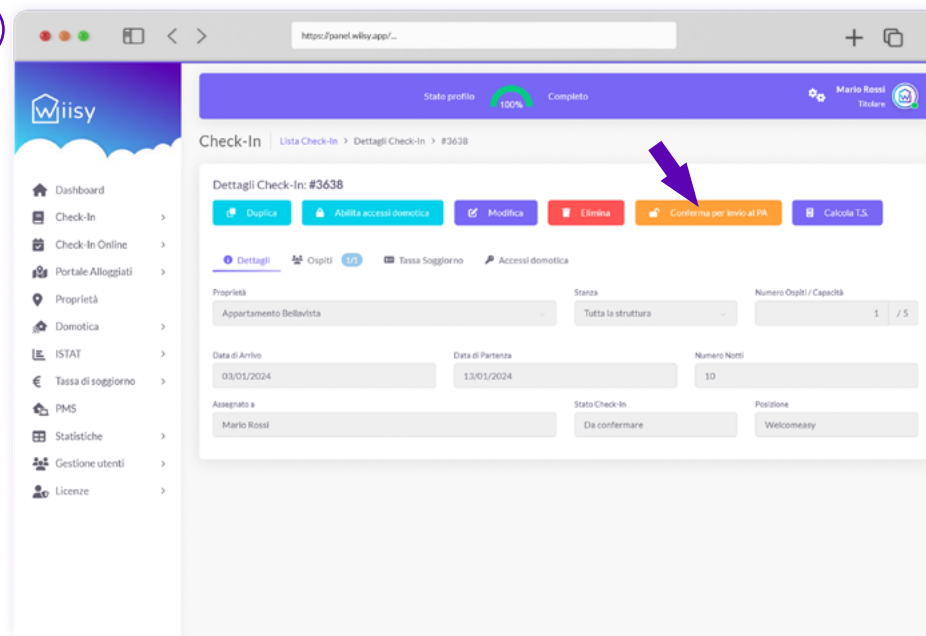 https://panel.wiisy.app/...
Wiisy
Stato profilo 100% Completo
Mario Rossi
Titolare
Check-In Lista Check-In > Dettagli Check-In > #3638
Dashboard
Check-In
Check-In Online
Portale Alloggiati
Proprietà
Domotica
ISTAT
Tassa di soggiorno
PMS
Statistiche
Gestione utenti
Licenze
Dettagli Check-In: #3638
Duplica Abilita accessi domotica Modifica Elimina Conferma per invio al PA Calcola T.S.
Dettagli Ospiti 1/1 Tassa Soggiorno Accessi domotica
Proprietà Stanza Numero Ospiti / Capacità
Appartamento Bellavista Tutta la struttura 1 / 5
Data di Arrivo Data di Partenza Numero Notti
03/01/2024 13/01/2024 10
Assegnato a Stato Check-In Posizione
Mario Rossi Da confermare Welcomeasy